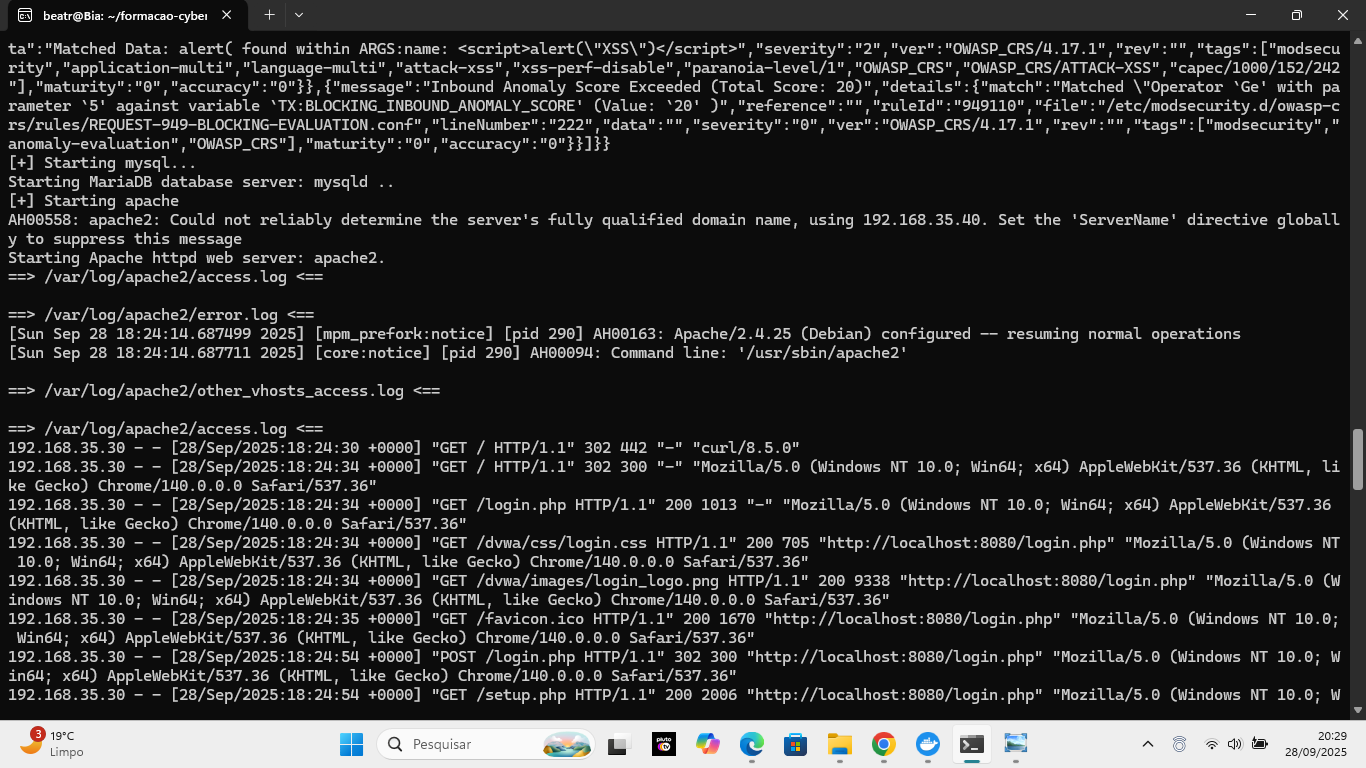 beatr@Bia: ~/formacao-cyber
ta":"Matched Data: alert( found within ARGS:name: <script>alert(\"XSS\")</script>","severity":"2","ver":"OWASP_CRS/4.17.1","rev":"","tags":["modsecu
rity","application-multi","language-multi","attack-xss","xss-perf-disable","paranoia-level/1","OWASP_CRS","OWASP_CRS/ATTACK-XSS","capec/1000/152/242
"],"maturity":"0","accuracy":"0"}},{"message":"Inbound Anomaly Score Exceeded (Total Score: 20)","details":{"match":"Matched \"Operator `Ge' with pa
rameter `5' against variable `TX:BLOCKING_INBOUND_ANOMALY_SCORE' (Value: `20' )","reference":"","ruleId":"949110","file":"/etc/modsecurity.d/owasp-c
rs/rules/REQUEST-949-BLOCKING-EVALUATION.conf","lineNumber":"222","data":"","severity":"0","ver":"OWASP_CRS/4.17.1","rev":"","tags":["modsecurity","
anomaly-evaluation","OWASP_CRS"],"maturity":"0","accuracy":"0"}}]}}
[+] Starting mysql...
Starting MariaDB database server: mysqld ..
[+] Starting apache
AH00558: apache2: Could not reliably determine the server's fully qualified domain name, using 192.168.35.40. Set the 'ServerName' directive globall
y to suppress this message
Starting Apache httpd web server: apache2.
==> /var/log/apache2/access.log <==
==> /var/log/apache2/error.log <==
[Sun Sep 28 18:24:14.687499 2025] [mpm_prefork:notice] [pid 290] AH00163: Apache/2.4.25 (Debian) configured -- resuming normal operations
[Sun Sep 28 18:24:14.687711 2025] [core:notice] [pid 290] AH00094: Command line: '/usr/sbin/apache2'
==> /var/log/apache2/other_vhosts_access.log <==
==> /var/log/apache2/access.log <==
192.168.35.30 - - [28/Sep/2025:18:24:30 +0000] "GET / HTTP/1.1" 302 442 "-" "curl/8.5.0"
192.168.35.30 - - [28/Sep/2025:18:24:34 +0000] "GET / HTTP/1.1" 302 300 "-" "Mozilla/5.0 (Windows NT 10.0; Win64; x64) AppleWebKit/537.36 (KHTML, li
ke Gecko) Chrome/140.0.0.0 Safari/537.36"
192.168.35.30 - - [28/Sep/2025:18:24:34 +0000] "GET /login.php HTTP/1.1" 200 1013 "-" "Mozilla/5.0 (Windows NT 10.0; Win64; x64) AppleWebKit/537.36
(KHTML, like Gecko) Chrome/140.0.0.0 Safari/537.36"
192.168.35.30 - - [28/Sep/2025:18:24:34 +0000] "GET /dvwa/css/login.css HTTP/1.1" 200 705 "http://localhost:8080/login.php" "Mozilla/5.0 (Windows NT
10.0; Win64; x64) AppleWebKit/537.36 (KHTML, like Gecko) Chrome/140.0.0.0 Safari/537.36"
192.168.35.30 - - [28/Sep/2025:18:24:34 +0000] "GET /dvwa/images/login_logo.png HTTP/1.1" 200 9338 "http://localhost:8080/login.php" "Mozilla/5.0 (W
indows NT 10.0; Win64; x64) AppleWebKit/537.36 (KHTML, like Gecko) Chrome/140.0.0.0 Safari/537.36"
192.168.35.30 - - [28/Sep/2025:18:24:35 +0000] "GET /favicon.ico HTTP/1.1" 200 1670 "http://localhost:8080/login.php" "Mozilla/5.0 (Windows NT 10.0;
Win64; x64) AppleWebKit/537.36 (KHTML, like Gecko) Chrome/140.0.0.0 Safari/537.36"
192.168.35.30 - - [28/Sep/2025:18:24:54 +0000] "POST /login.php HTTP/1.1" 302 300 "http://localhost:8080/login.php" "Mozilla/5.0 (Windows NT 10.0; W
in64; x64) AppleWebKit/537.36 (KHTML, like Gecko) Chrome/140.0.0.0 Safari/537.36"
192.168.35.30 - - [28/Sep/2025:18:24:54 +0000] "GET /setup.php HTTP/1.1" 200 2006 "http://localhost:8080/login.php" "Mozilla/5.0 (Windows NT 10.0; W
3
19°C
Limpo
Pesquisar
pluto tv
20:29
28/09/2025